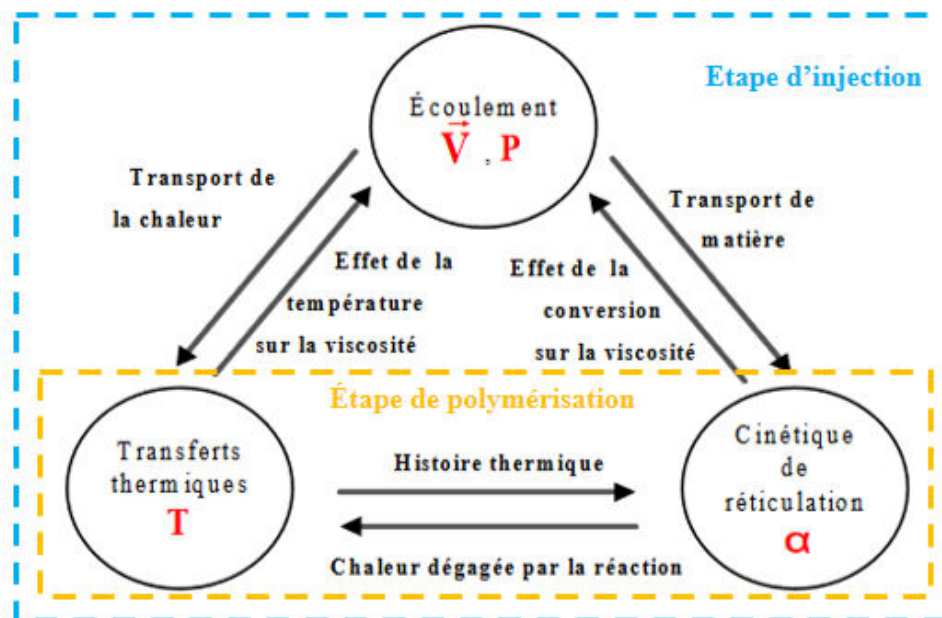 Etape d'injection
Écoulement
V , P
Transport de
la chaleur
Transport de
matière
Effet de la
température
sur la viscosité
Effet de la
conversion
sur la viscosité
Étape de polymérisation
Transferts
thermiques
T
Histoire thermique
Chaleur dégagée par la réaction
Cinétique
de
réticulation
α